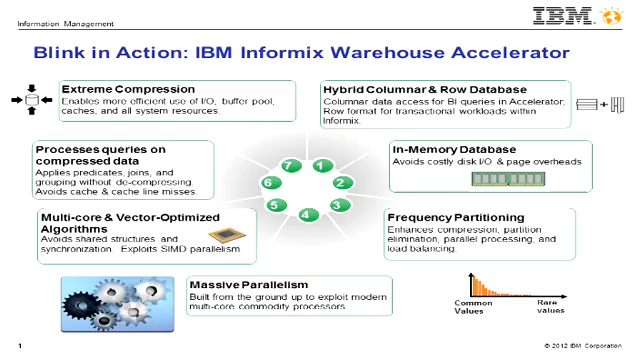 Information Management
IBM
Blink in Action: IBM Informix Warehouse Accelerator
Extreme Compression
Enables more efficient use of I/O, buffer pool,
caches, and all system resources.
Hybrid Columnar & Row Database
Columnar data access for BI queries in Accelerator;
Row format for transactional workloads within
Informix.
Processes queries on
compressed data
Applies predicates, joins, and
grouping without de-compressing.
Avoids cache & cache line misses.
7
1
6
2
5
3
4
In-Memory Database
Avoids costly disk I/O & page overheads
Multi-core & Vector-Optimized
Algorithms
Avoids shared structures and
synchronization. Exploits SIMD parallelism
Frequency Partitioning
Enhances compression, partition
elimination, parallel processing, and
load balancing.
Massive Parallelism
Built from the ground up to exploit modern
multi-core commodity processors
Common
Values
Rare
values
1
© 2012 IBM Corporation